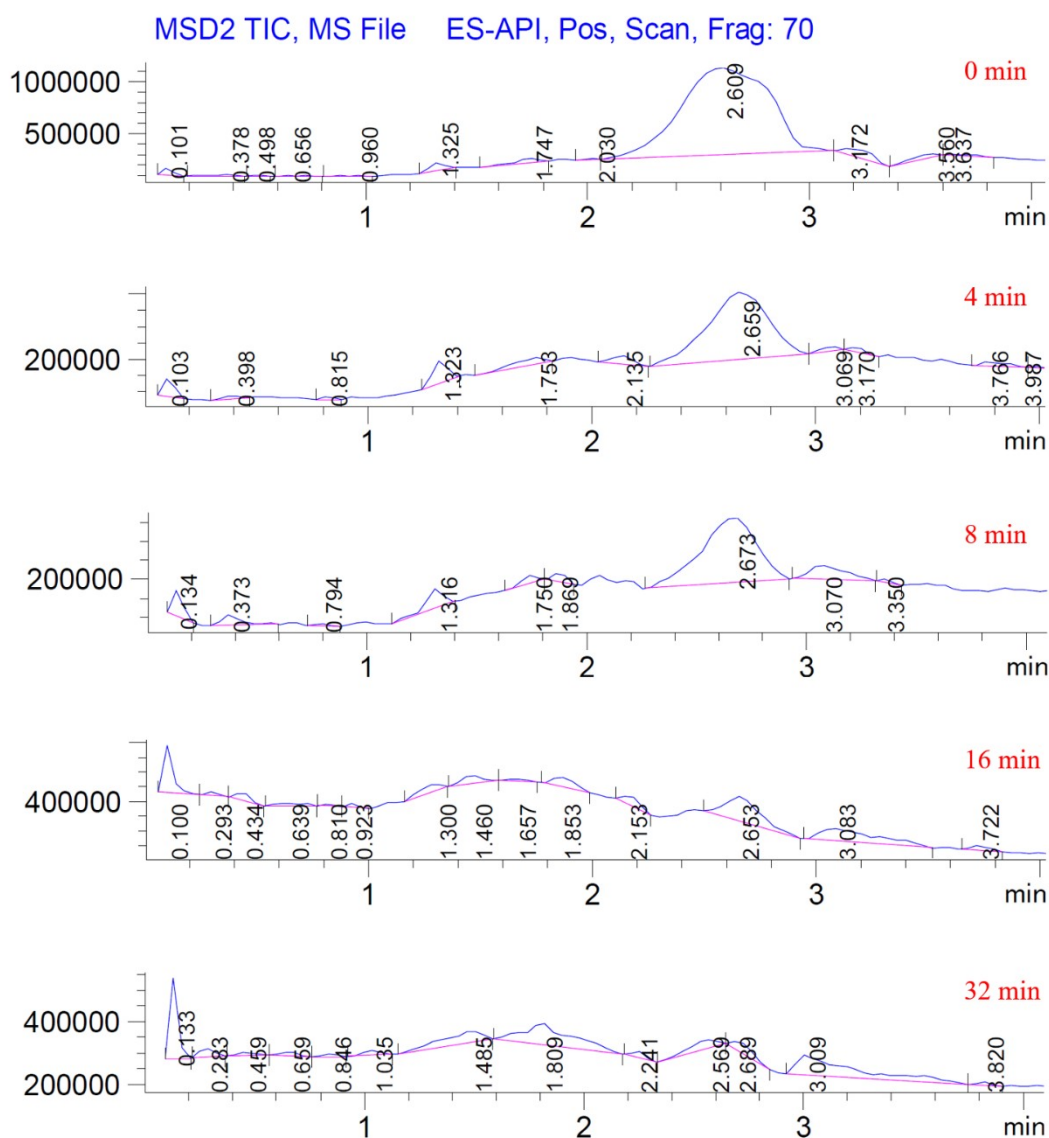 MSD2 TIC, MS File ES-API, Pos, Scan, Frag: 70
0 min
1000000
500000
0.101 0.378 0.498 0.656 0.960 1.325 1.747 2.030 2.609 3.172 3.560 3.637
1 2 3 min
4 min
200000
0.103 0.398 0.815 1.323 1.753 2.135 2.659 3.069 3.170 3.766 3.987
1 2 3 min
8 min
200000
0.134 0.373 0.794 1.316 1.750 1.869 2.673 3.070 3.350
1 2 3 min
16 min
400000
0.100 0.293 0.434 0.639 0.810 0.923 1.300 1.460 1.657 1.853 2.153 2.653 3.083 3.722
1 2 3 min
32 min
400000
200000
0.133 0.283 0.459 0.659 0.846 1.035 1.485 1.809 2.241 2.569 2.689 3.009 3.820
1 2 3 min